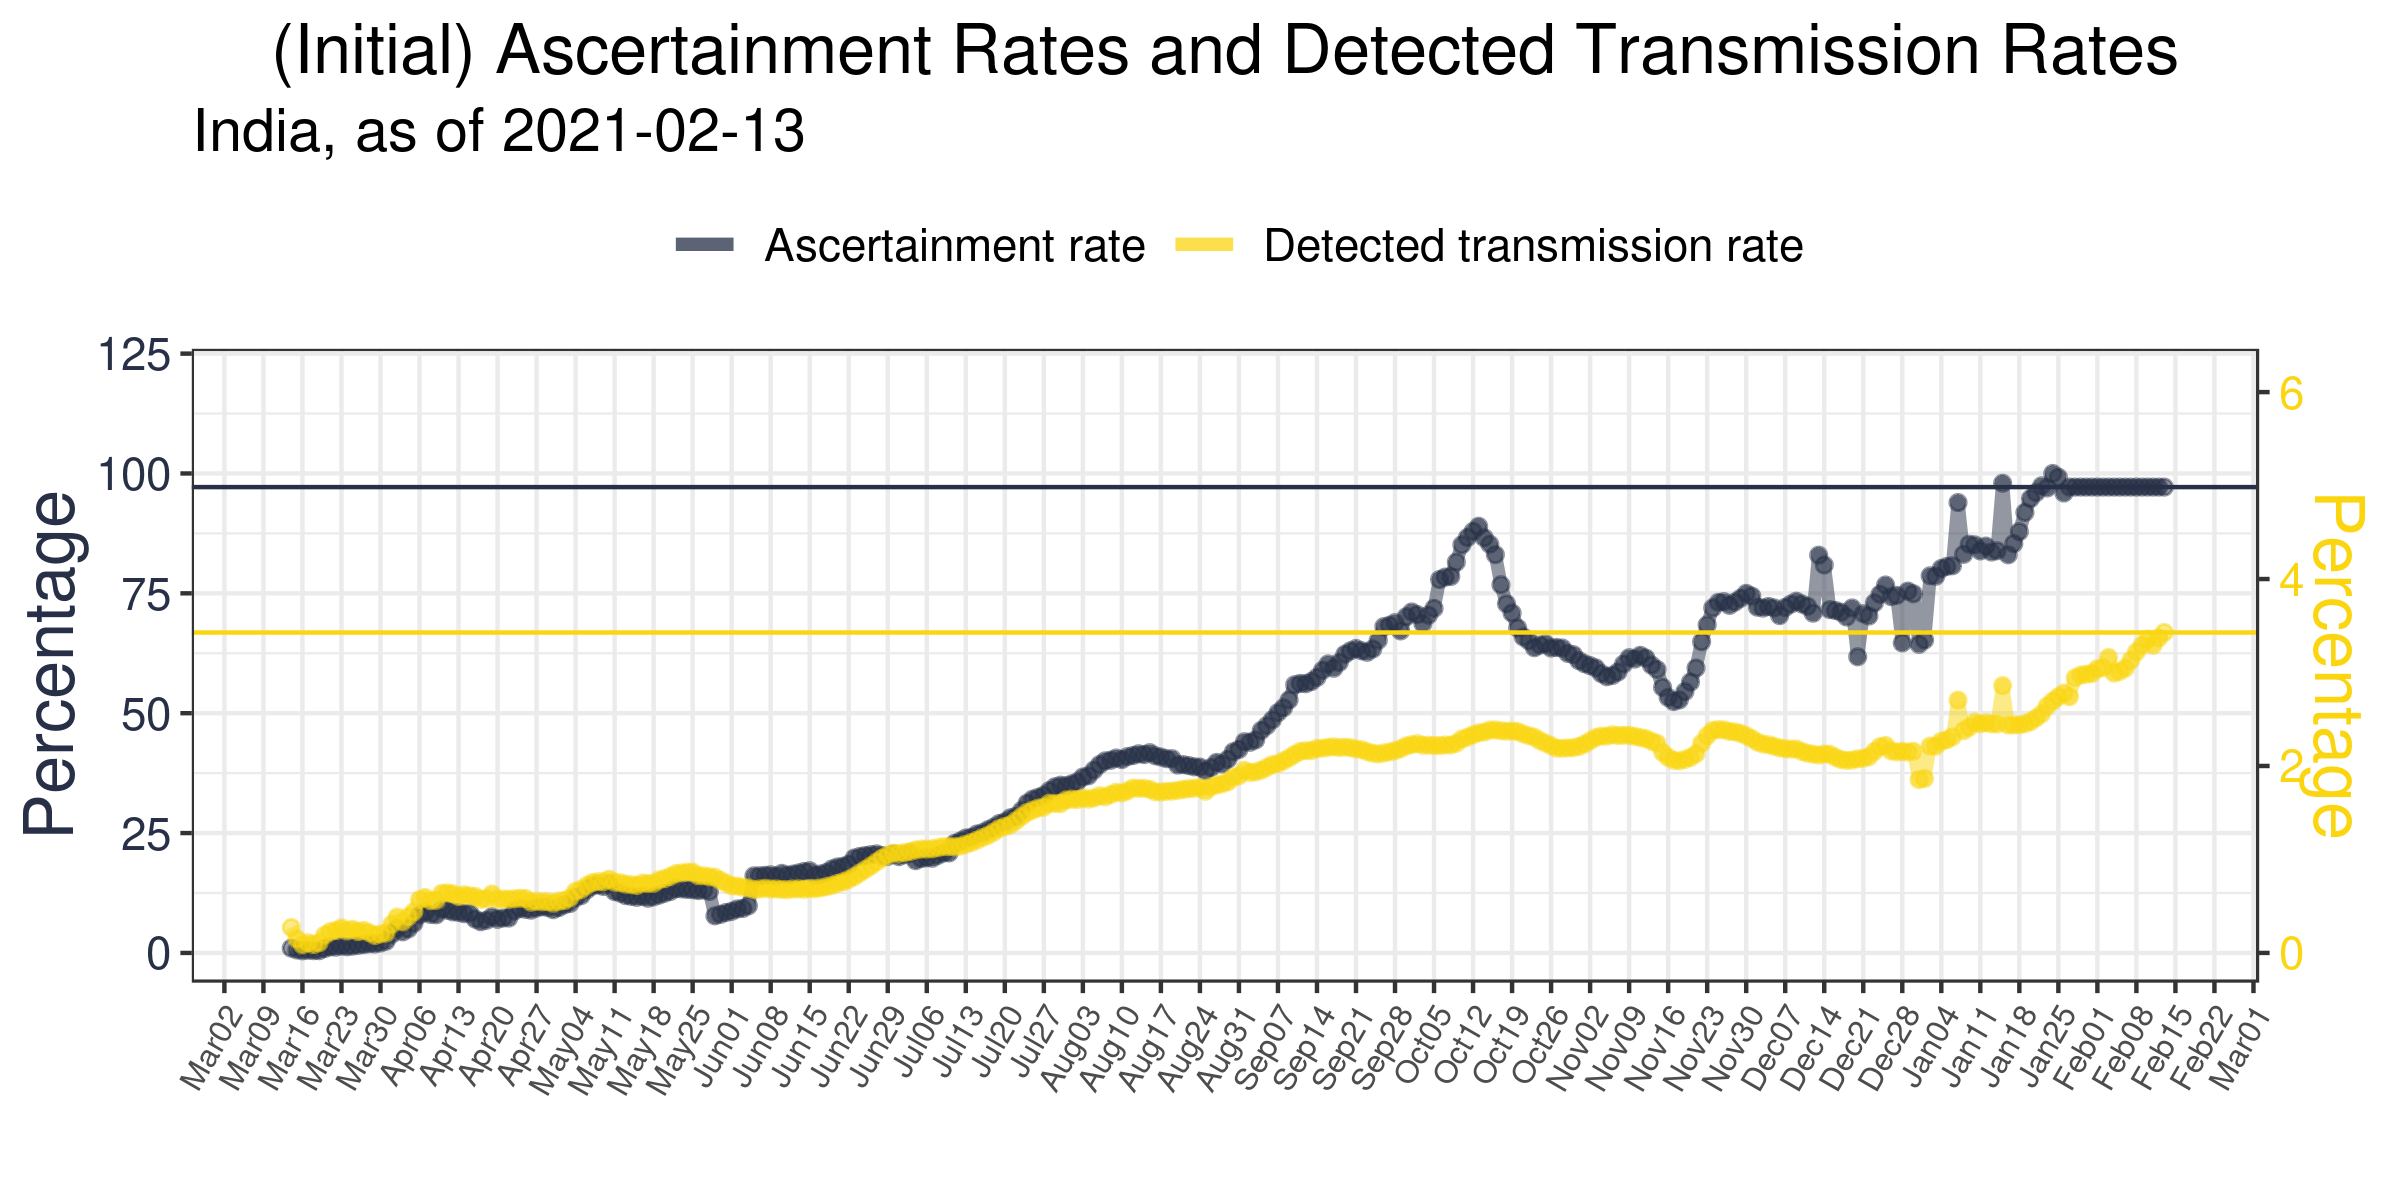 (Initial) Ascertainment Rates and Detected Transmission Rates
India, as of 2021-02-13
Ascertainment rate
Detected transmission rate
Percentage
125
100
75
50
25
0
6
4
2
0
Percentage
Mar02
Mar09
Mar16
Mar23
Mar30
Apr06
Apr13
Apr20
Apr27
May04
May11
May18
May25
Jun01
Jun08
Jun15
Jun22
Jun29
Jul06
Jul13
Jul20
Jul27
Aug03
Aug10
Aug17
Aug24
Aug31
Sep07
Sep14
Sep21
Sep28
Oct05
Oct12
Oct19
Oct26
Nov02
Nov09
Nov16
Nov23
Nov30
Dec07
Dec14
Dec21
Dec28
Jan04
Jan11
Jan18
Jan25
Feb01
Feb08
Feb15
Feb22
Mar01